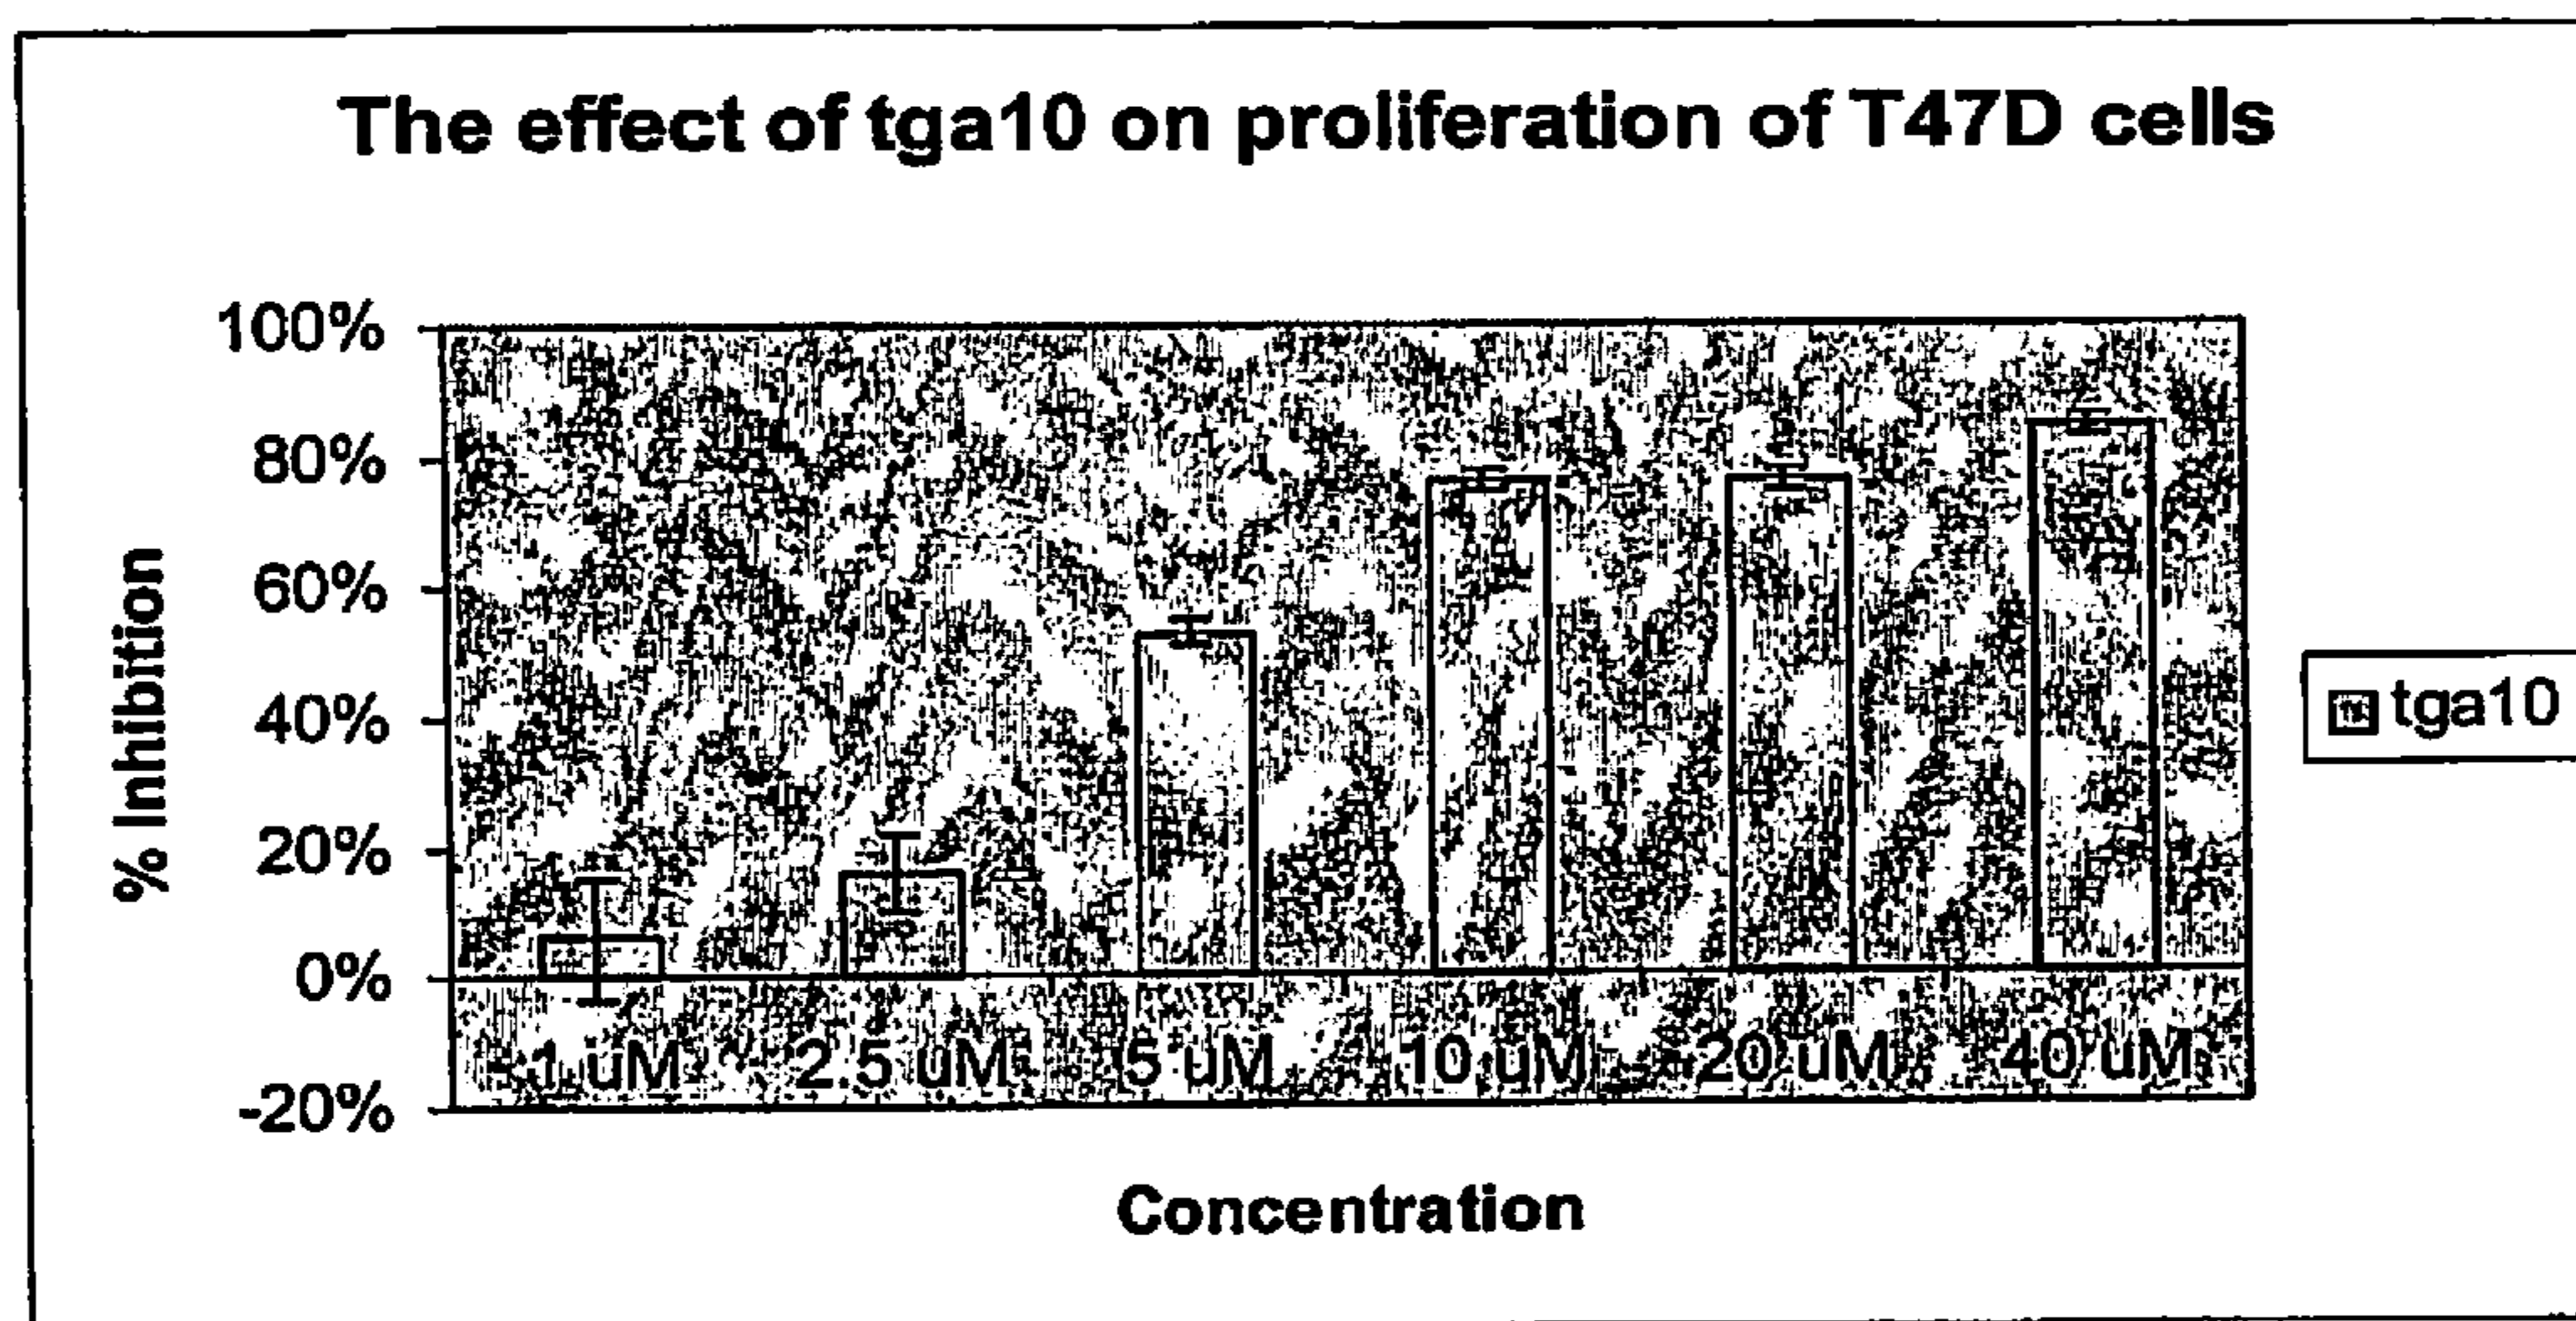 The effect of tga10 on proliferation of T47D cells
100%
80%
60%
40%
20%
0%
-20%
% Inhibition
1 uM
2.5 uM
5 uM
10 uM
20 uM
40 uM
Concentration
tga10